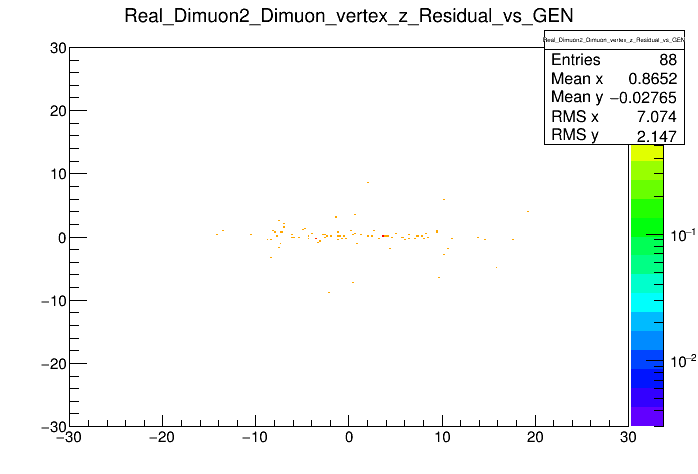 Real_Dimuon2_Dimuon_vertex_z_Residual_vs_GEN
Real_Dimuon2_Dimuon_vertex_z_Residual_vs_GEN
Entries 88
Mean x 0.8652
Mean y −0.02765
RMS x 7.074
RMS y 2.147
30
20
10
0
−10
−20
−30
10⁻¹
10⁻²
−30 −20 −10 0 10 20 30